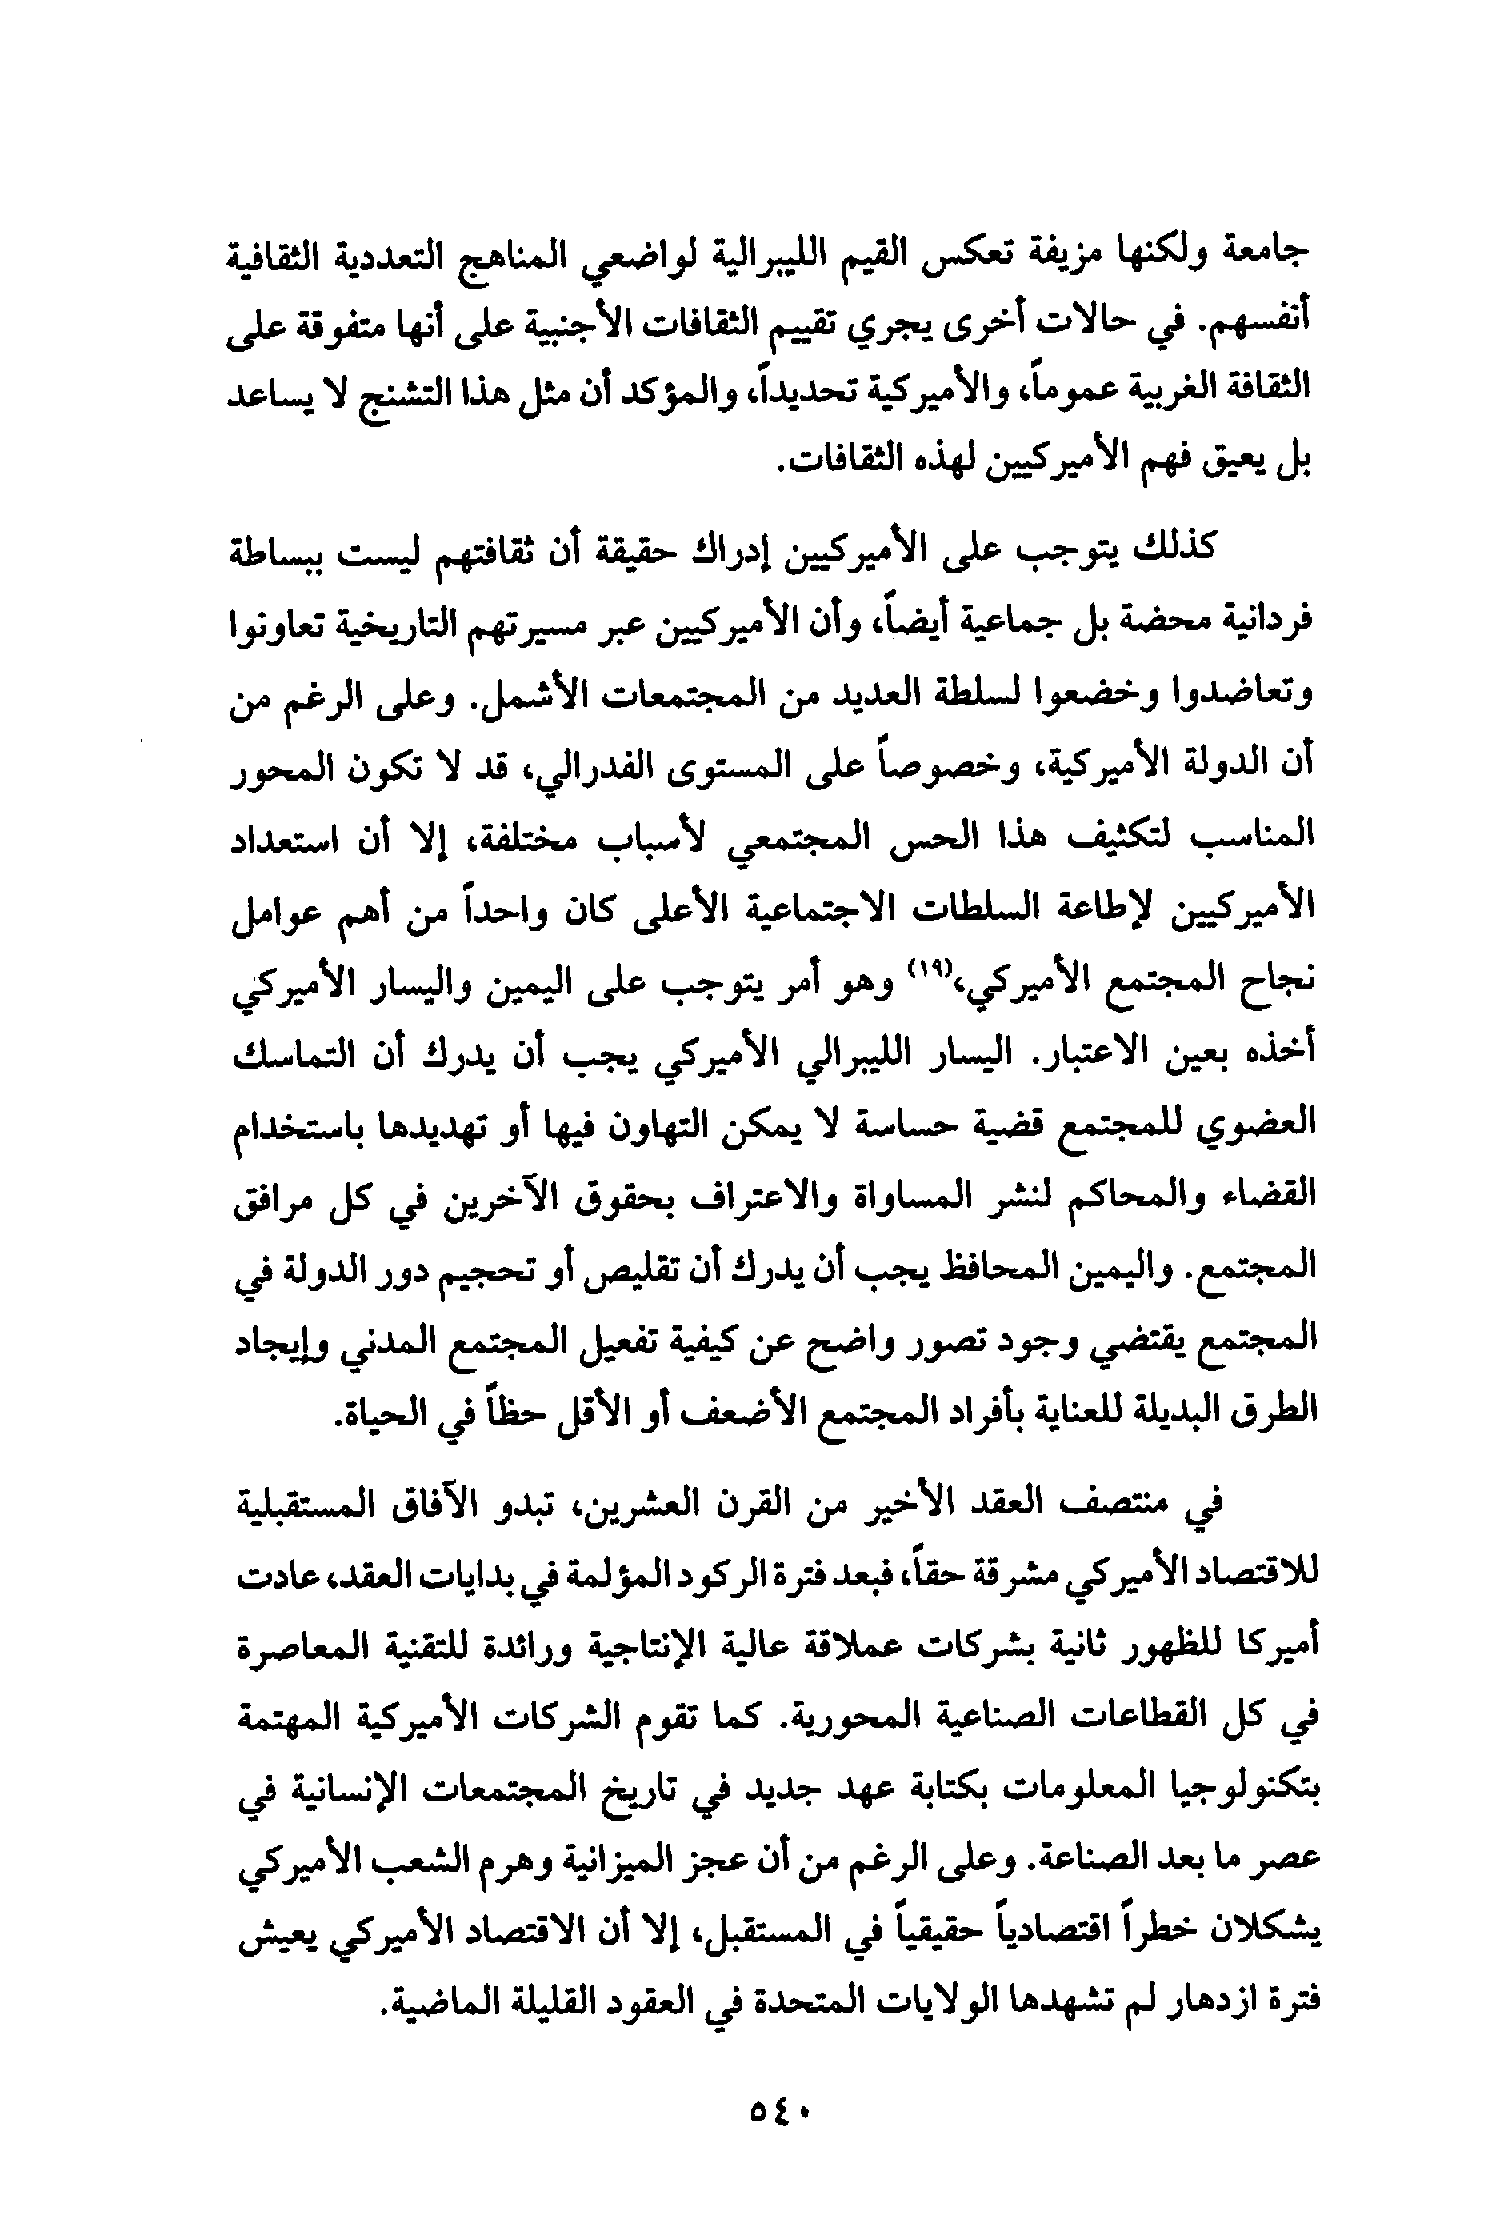 جامعة ولكنها مزيفة تعكس القيم الليبرالية لواضعي المناهج التعددية الثقافية
أنفسهم. في حالات أخرى يجري تقييم الثقافات الأجنبية على أنها متفوقة على
الثقافة الغربية عموماً، والأميركية تحديداً، والمؤكد أن مثل هذا التشنج لا يساعد
بل يعيق فهم الأميركيين لهذه الثقافات.
كذلك يتوجب على الأميركيين إدراك حقيقة أن ثقافتهم ليست ببساطة
فردانية محضة بل جماعية أيضاً، وأن الأميركيين عبر مسيرتهم التاريخية تعاونوا
وتعاضدوا وخضعوا لسلطة العديد من المجتمعات الأشمل. وعلى الرغم من
أن الدولة الأميركية، وخصوصاً على المستوى الفدرالي، قد لا تكون المحور
المناسب لتكثيف هذا الحس المجتمعي لأسباب مختلفة، إلا أن استعداد
الأميركيين لإطاعة السلطات الاجتماعية الأعلى كان واحداً من أهم عوامل
نجاح المجتمع الأميركي،(١٩) وهو أمر يتوجب على اليمين واليسار الأميركي
أخذه بعين الاعتبار. اليسار الليبرالي الأميركي يجب أن يدرك أن التماسك
العضوي للمجتمع قضية حساسة لا يمكن التهاون فيها أو تهديدها باستخدام
القضاء والمحاكم لنشر المساواة والاعتراف بحقوق الآخرين في كل مرافق
المجتمع. واليمين المحافظ يجب أن يدرك أن تقليص أو تحجيم دور الدولة في
المجتمع يقتضي وجود تصور واضح عن كيفية تفعيل المجتمع المدني وإيجاد
الطرق البديلة للعناية بأفراد المجتمع الأضعف أو الأقل حظاً في الحياة.
في منتصف العقد الأخير من القرن العشرين، تبدو الآفاق المستقبلية
للاقتصاد الأميركي مشرقة حقاً، فبعد فترة الركود المؤلمة في بدايات العقد، عادت
أميركا للظهور ثانية بشركات عملاقة عالية الإنتاجية ورائدة للتقنية المعاصرة
في كل القطاعات الصناعية المحورية. كما تقوم الشركات الأميركية المهتمة
بتكنولوجيا المعلومات بكتابة عهد جديد في تاريخ المجتمعات الإنسانية في
عصر ما بعد الصناعة. وعلى الرغم من أن عجز الميزانية وهرم الشعب الأميركي
يشكلان خطراً اقتصادياً حقيقياً في المستقبل، إلا أن الاقتصاد الأميركي يعيش
فترة ازدهار لم تشهدها الولايات المتحدة في العقود القليلة الماضية.
٥٤٠